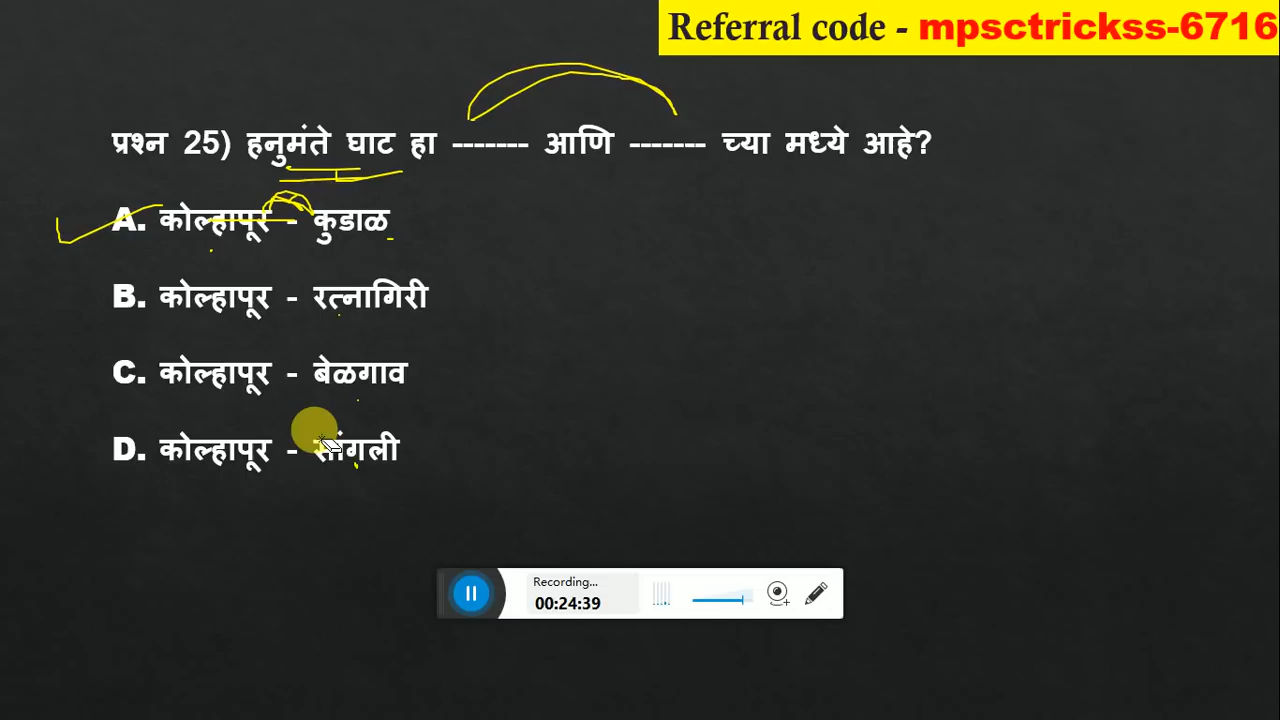 Referral code - mpsctrickss-6716
प्रश्न 25) हनुमंते घाट हा ------- आणि ------- च्या मध्ये आहे?
A. कोल्हापूर - कुडाळ
B. कोल्हापूर - रत्नागिरी
C. कोल्हापूर - बेळगाव
D. कोल्हापूर - सांगली
Recording...
00:24:39